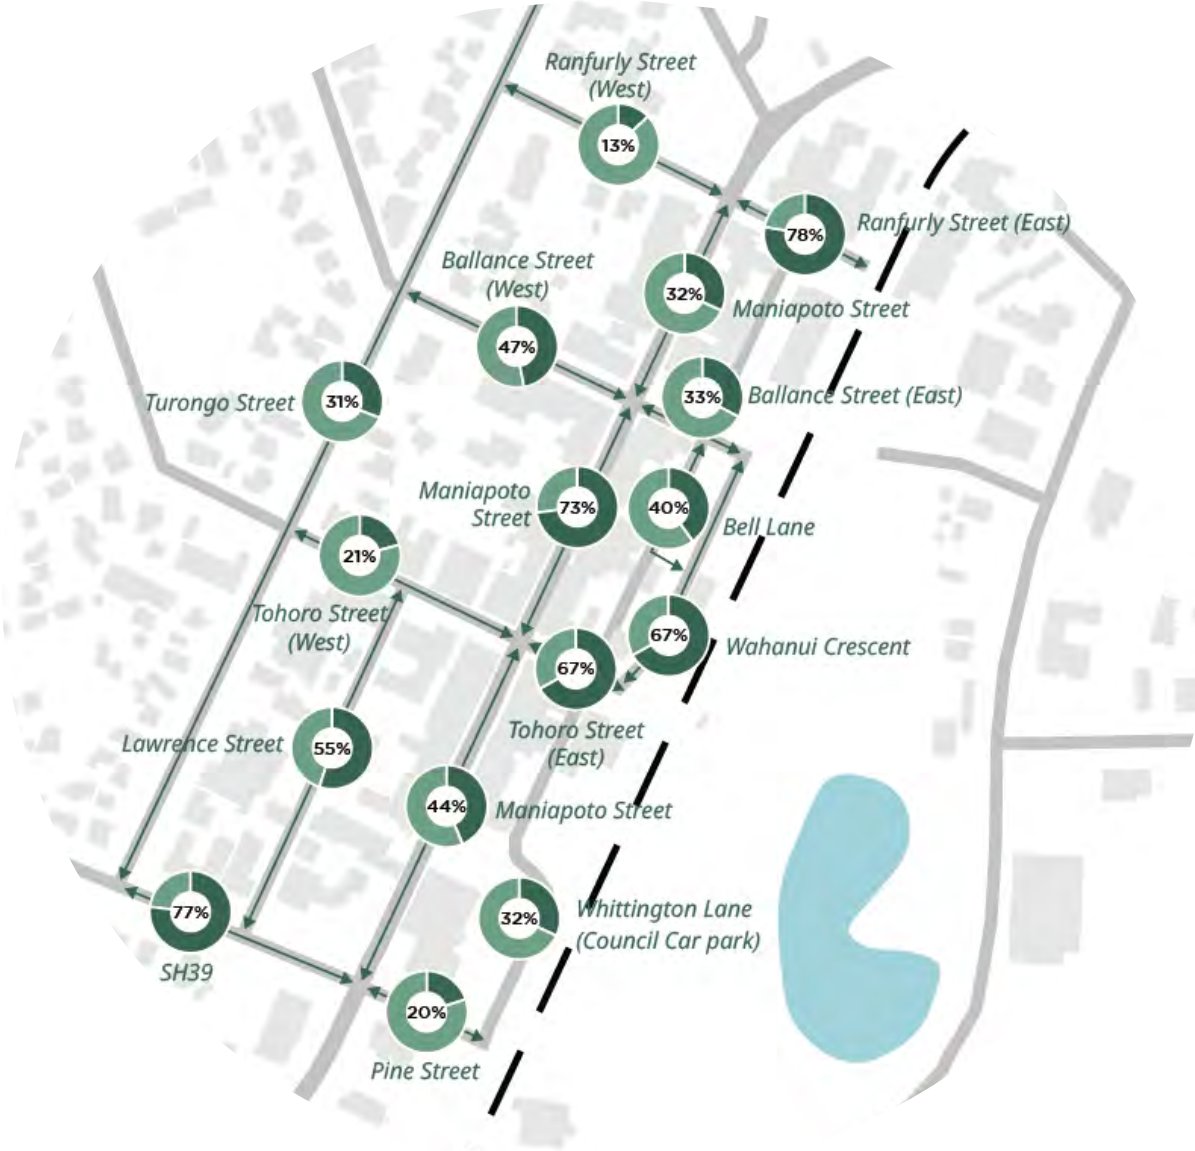 Ranfurly Street
(West)
13%
78%
Ranfurly Street (East)
Ballance Street
(West)
32%
Maniapoto Street
47%
Turongo Street
31%
33%
Ballance Street (East)
Maniapoto
Street
73%
40%
Bell Lane
21%
Tohoro Street
(West)
67%
Wahanui Crescent
67%
Tohoro Street
(East)
Lawrence Street
55%
44%
Maniapoto Street
77%
SH39
32%
Whittington Lane
(Council Car park)
20%
Pine Street